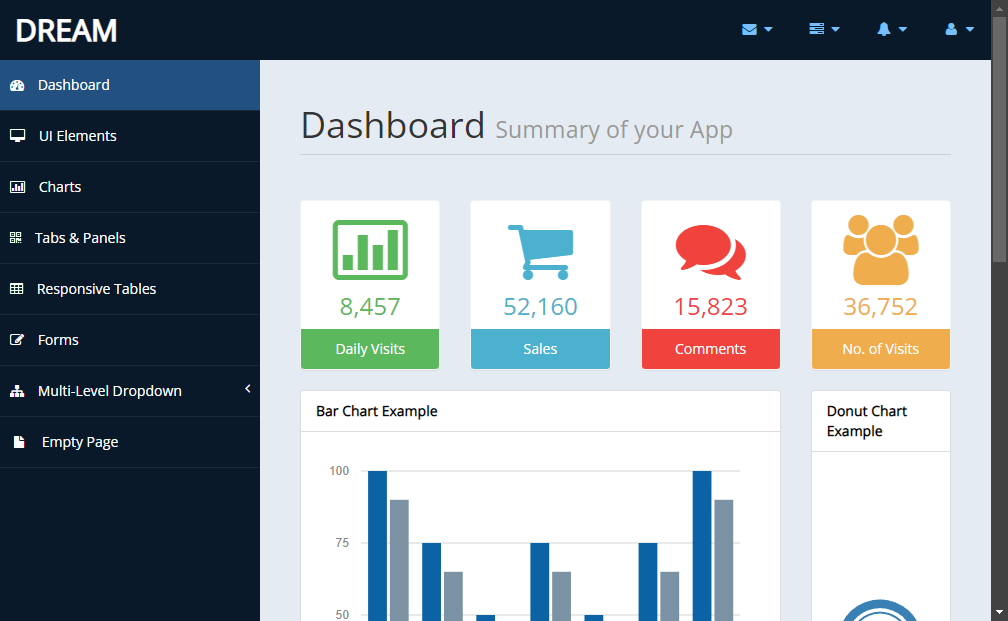 DREAM
Dashboard
UI Elements
Charts
Tabs & Panels
Responsive Tables
Forms
Multi-Level Dropdown
Empty Page
Dashboard Summary of your App
8,457
Daily Visits
52,160
Sales
15,823
Comments
36,752
No. of Visits
Bar Chart Example
100
75
50
Donut Chart
Example